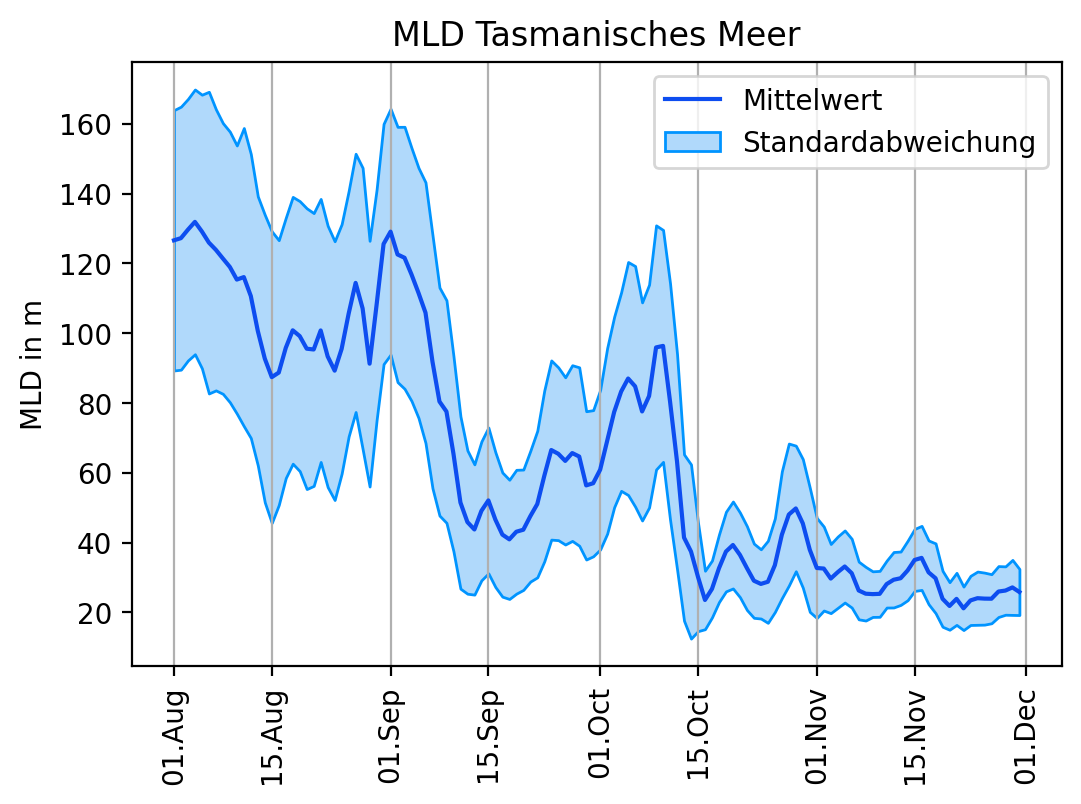 MLD Tasmanisches Meer
Mittelwert
Standardabweichung
MLD in m
160
140
120
100
80
60
40
20
01.Aug
15.Aug
01.Sep
15.Sep
01.Oct
15.Oct
01.Nov
15.Nov
01.Dec